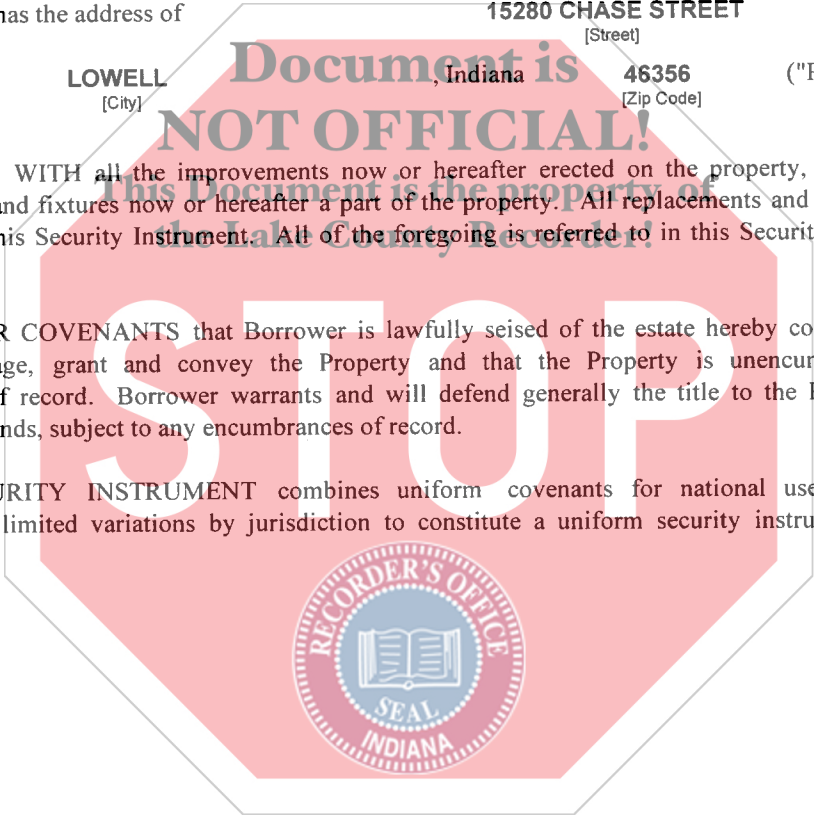 has the address of 15280 CHASE STREET
[Street]
LOWELL , Indiana 46356 ("P
[City] [Zip Code]
Document is
NOT OFFICIAL!
This Document is the property of
the Lake County Recorder!
WITH all the improvements now or hereafter erected on the property,
and fixtures now or hereafter a part of the property. All replacements and
his Security Instrument. All of the foregoing is referred to in this Securit
R COVENANTS that Borrower is lawfully seised of the estate hereby co
age, grant and convey the Property and that the Property is unencur
f record. Borrower warrants and will defend generally the title to the
nds, subject to any encumbrances of record.
STOP
URITY INSTRUMENT combines uniform covenants for national use
limited variations by jurisdiction to constitute a uniform security instru
RECORDER'S OFFICE
SEAL
INDIANA